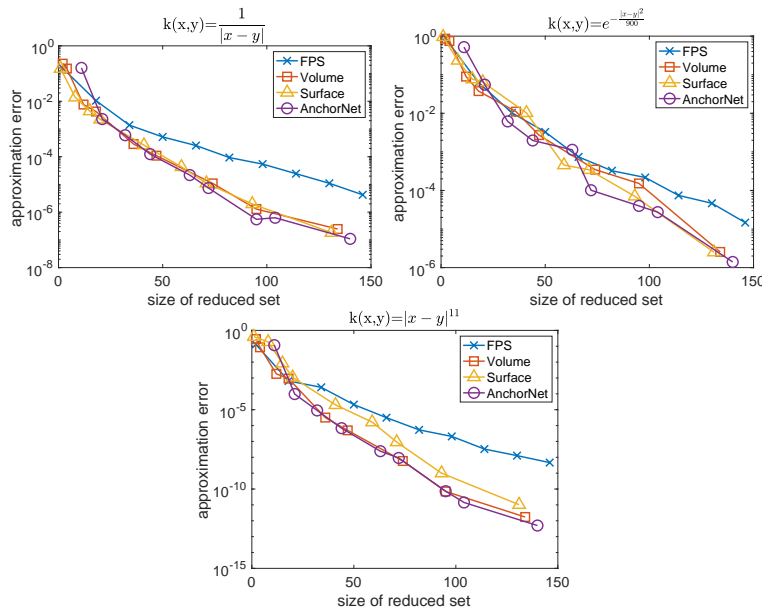 k(x,y)=1/|x − y|
10^0
10^-2
10^-4
10^-6
10^-8
approximation error
0 50 100 150
size of reduced set
FPS
Volume
Surface
AnchorNet
k(x,y)=e^{-|x-y|^2/900}
10^0
10^-2
10^-4
10^-6
approximation error
0 50 100 150
size of reduced set
FPS
Volume
Surface
AnchorNet
k(x,y)=|x − y|^11
10^0
10^-5
10^-10
10^-15
approximation error
0 50 100 150
size of reduced set
FPS
Volume
Surface
AnchorNet